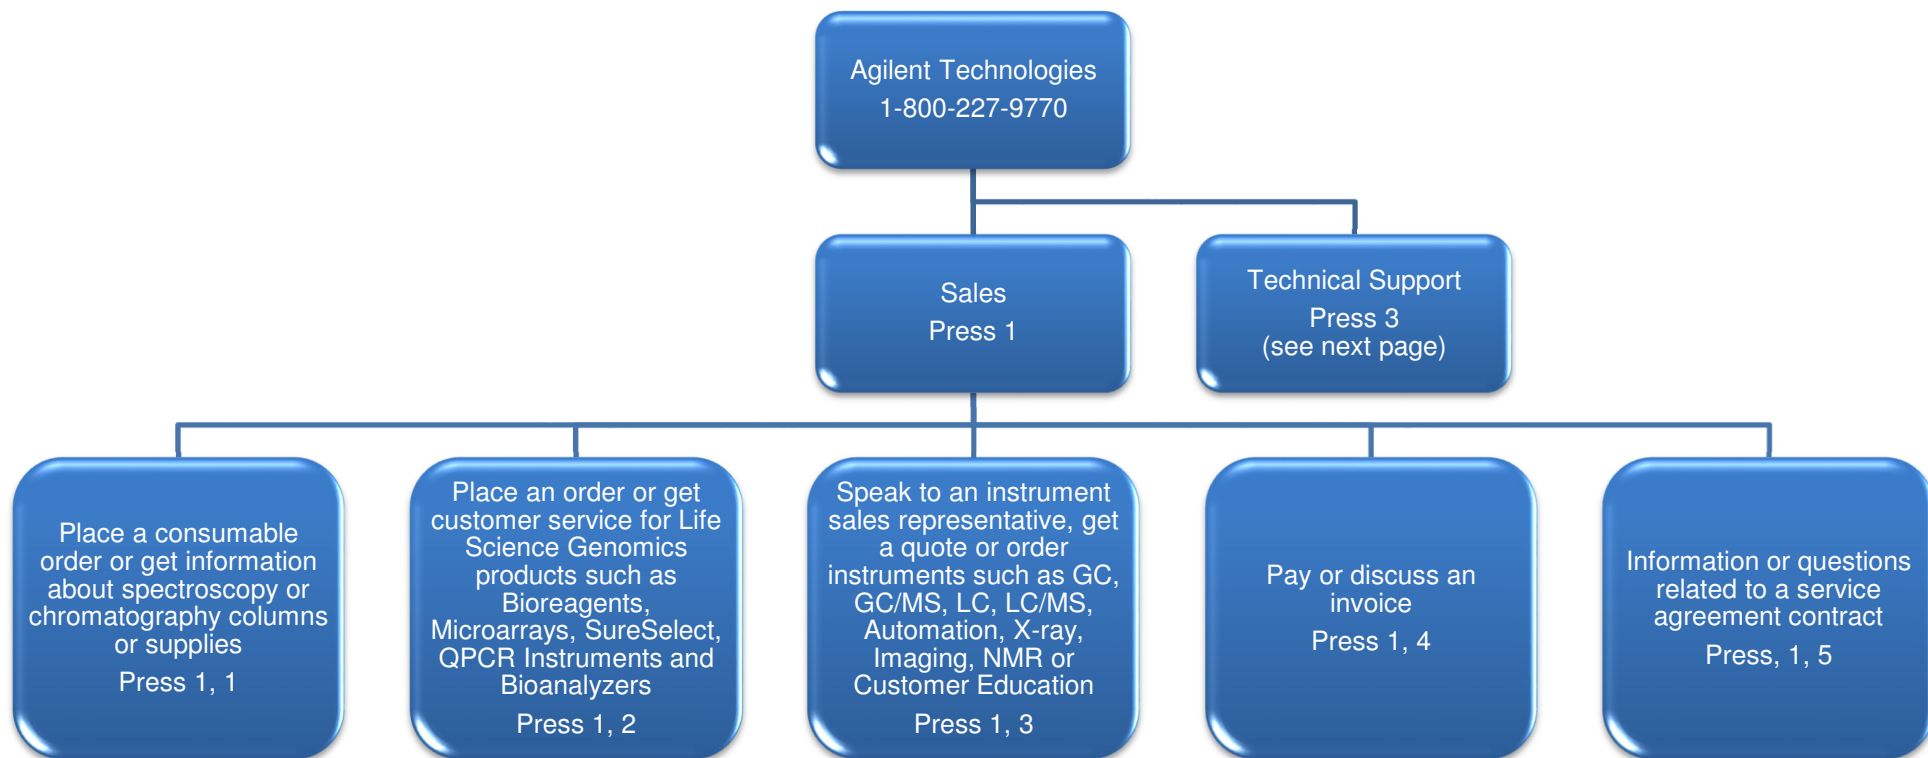 Agilent Technologies
1-800-227-9770
Sales
Press 1
Technical Support
Press 3
(see next page)
Place a consumable
order or get information
about spectroscopy or
chromatography columns
or supplies
Press 1, 1
Place an order or get
customer service for Life
Science Genomics
products such as
Bioreagents,
Microarrays, SureSelect,
QPCR Instruments and
Bioanalyzers
Press 1, 2
Speak to an instrument
sales representative, get
a quote or order
instruments such as GC,
GC/MS, LC, LC/MS,
Automation, X-ray,
Imaging, NMR or
Customer Education
Press 1, 3
Pay or discuss an
invoice
Press 1, 4
Information or questions
related to a service
agreement contract
Press, 1, 5